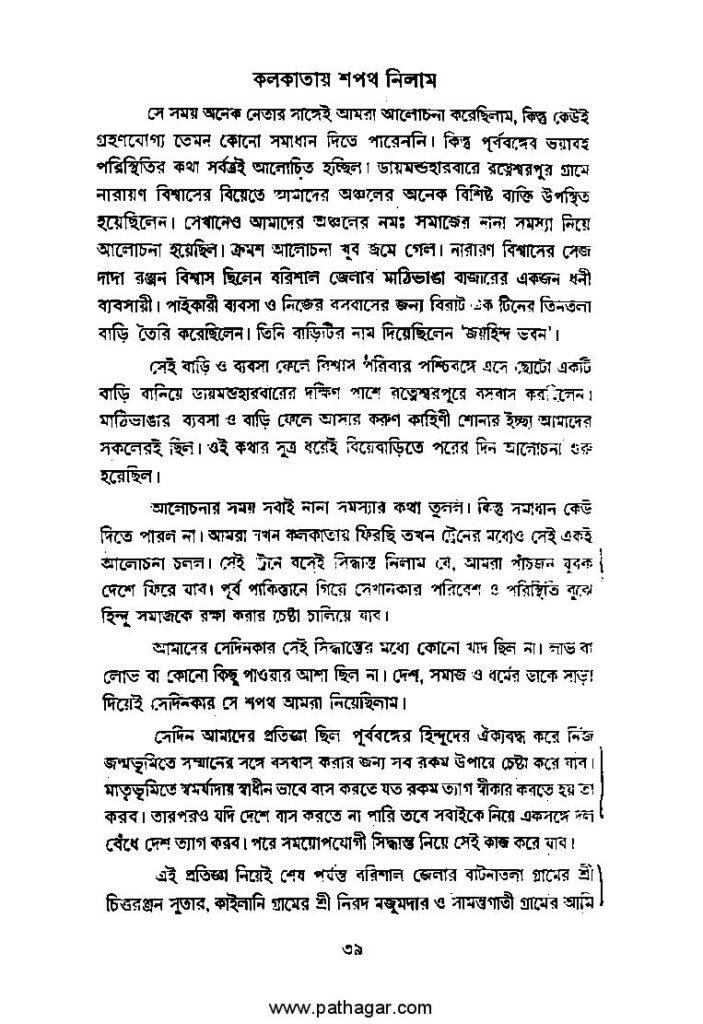 কলকাতায় শপথ নিলাম
সে সময় অনেক নেতার সাঙ্গেই আমরা আলোচনা করেছিলাম, কিন্তু কেউই
গ্রহণযোগ্য তেমন কোনো সমাধান দিতে পারেননি। কিন্তু পূর্ববঙ্গের ভয়াবহ
পরিস্থিতির কথা সর্বত্রই আলোচিত হচ্ছিল। ডায়মন্ডহারবারে রত্নেশ্বরপুর গ্রামে
নারায়ণ বিশ্বাসের বিয়েতে আমাদের অঞ্চলের অনেক বিশিষ্ট ব্যক্তি উপস্থিত
হয়েছিলেন। সেখানেও আমাদের অঞ্চলের নমঃ সমাজের নানা সমস্যা নিয়ে
আলোচনা হয়েছিল। ক্রমশ আলোচনা খুব জমে গেল। নারারণ বিশ্বাসের সেজ
দাদা রঞ্জন বিশ্বাস ছিলেন বরিশাল জেলার মাঠিভাঙা বাজারের একজন ধনী
ব্যবসায়ী। পাইকারী ব্যবসা ও নিজের বসবাসের জন্য বিরাট এক টিনের তিনতলা
বাড়ি তৈরি করেছিলেন। তিনি বাড়িটির নাম দিয়েছিলেন ‘জয়হিন্দ ভবন’।
সেই বাড়ি ও ব্যবসা ফেলে বিশ্বাস পরিবার পশ্চিবঙ্গে এসে ছোটো একটি
বাড়ি বানিয়ে ডায়মন্ডহারবারের দক্ষিণ পাশে রত্নেশ্বরপুরে বসবাস করছিলেন।
মাঠিভাঙার ব্যবসা ও বাড়ি ফেলে আসার করুণ কাহিণী শোনার ইচ্ছা আমাদের
সকলেরই ছিল। ওই কথার সূত্র ধরেই বিয়েবাড়িতে পরের দিন আলোচনা শুরু
হয়েছিল।
আলোচনার সময় সবাই নানা সমস্যার কথা তুলল। কিন্তু সমাধান কেউ
দিতে পারল না। আমরা যখন কলকাতায় ফিরছি তখন ট্রেনের মধ্যেও সেই একই
আলোচনা চলল। সেই ট্রেনে বসেই সিদ্ধান্ত নিলাম যে, আমরা পাঁচজন যুবক
দেশে ফিরে যাব। পূর্ব পাকিস্তানে গিয়ে সেখানকার পরিবেশ ও পরিস্থিতি বুঝে
হিন্দু সমাজকে রক্ষা করার চেষ্টা চালিয়ে যাব।
আমাদের সেদিনকার সেই সিদ্ধান্তের মধ্যে কোনো খাদ ছিল না। লাভ বা
লোভ বা কোনো কিছু পাওয়ার আশা ছিল না। দেশ, সমাজ ও ধর্মের ডাকে সাড়া
দিয়েই সেদিনকার সে শপথ আমরা নিয়েছিলাম।
সেদিন আমাদের প্রতিজ্ঞা ছিল পূর্ববঙ্গের হিন্দুদের ঐক্যবদ্ধ করে নিজ
জন্মভূমিতে সম্মানের সঙ্গে বসবাস করার জন্য সব রকম উপায়ে চেষ্টা করে যাব।
মাতৃভূমিতে স্বমর্যাদায় স্বাধীন ভাবে বাস করতে যত রকম ত্যাগ স্বীকার করতে হয় তা
করব। তারপরও যদি দেশে বাস করতে না পারি তবে সবাইকে নিয়ে একসঙ্গে দল
বেঁধে দেশ ত্যাগ করব। পরে সময়োপযোগী সিদ্ধান্ত নিয়ে সেই কাজ করে যাব।
এই প্রতিজ্ঞা নিয়েই শেষ পর্যন্ত বরিশাল জেলার বাটনাতলা গ্রামের শ্রী
চিত্তরঞ্জন সুতার, কাইলানি গ্রামের শ্রী নিরদ মজুমদার ও সামন্তগাতী গ্রামের আমি
৩৯
www.pathagar.com